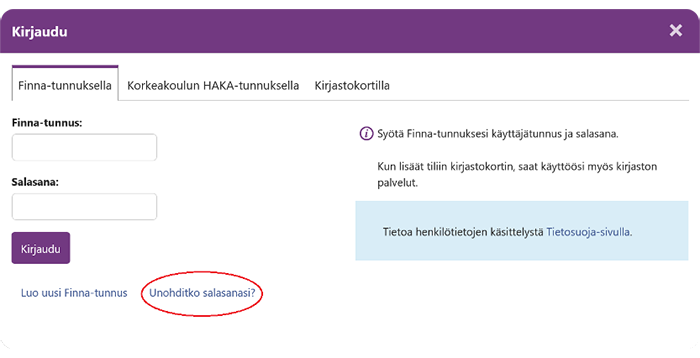 Kirjaudu
Finna-tunnuksella
Korkeakoulun HAKA-tunnuksella
Kirjastokortilla
Finna-tunnus:
Salasana:
Kirjaudu
Luo uusi Finna-tunnus
Unohditko salasanasi?
Syötä Finna-tunnuksesi käyttäjätunnus ja salasana.
Kun lisäät tiliin kirjastokortin, saat käyttöösi myös kirjaston
palvelut.
Tietoa henkilötietojen käsittelystä Tietosuoja-sivulla.